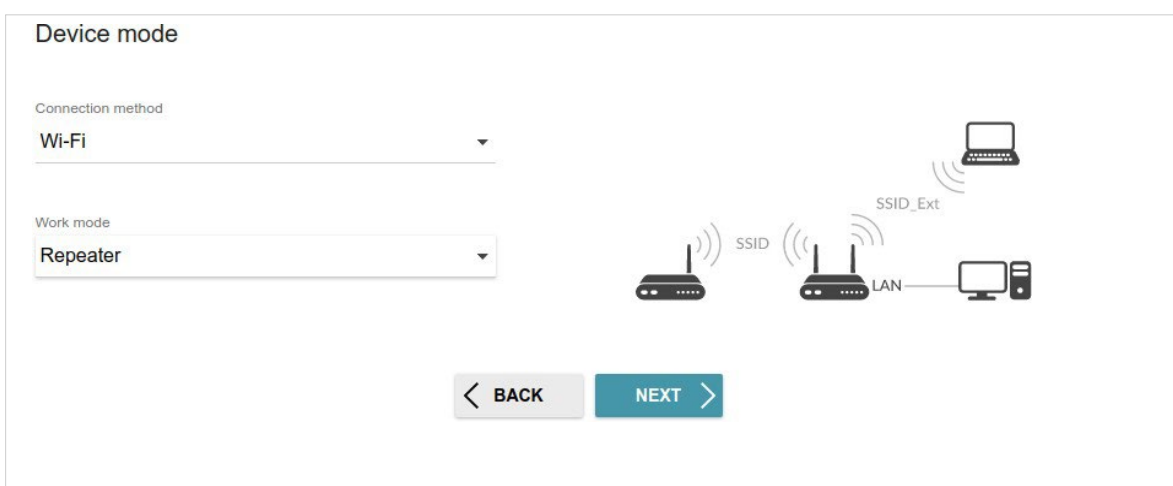 Device mode
Connection method
Wi-Fi
Work mode
Repeater
SSID_Ext
SSID
LAN
BACK
NEXT